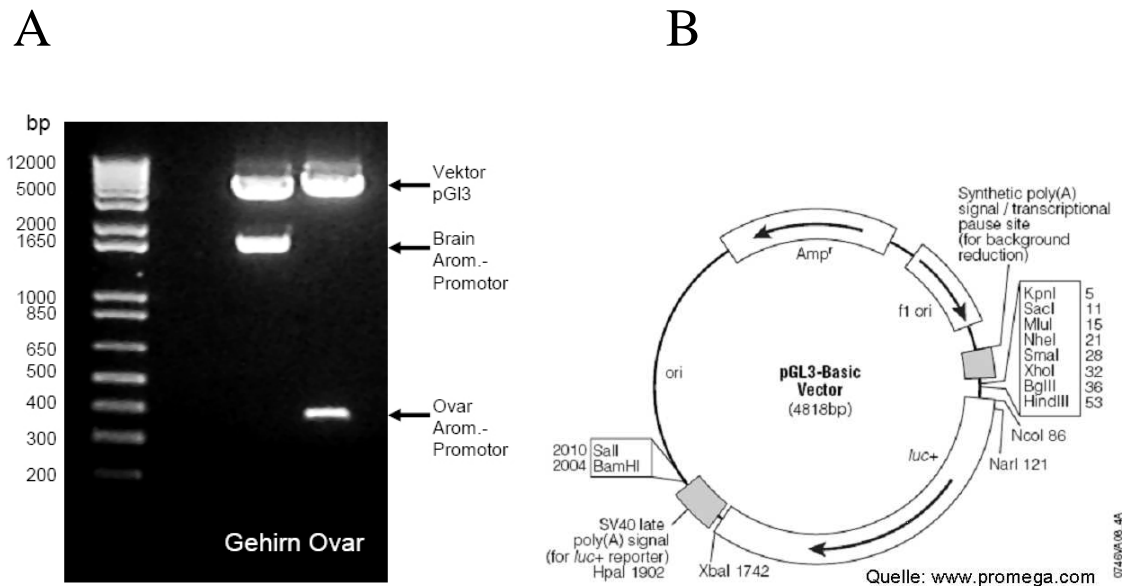 A
B
bp
12000
5000
2000
1650
1000
850
650
500
400
300
200
Vektor
pGl3
Brain
Arom.-
Promotor
Ovar
Arom.-
Promotor
Gehirn Ovar
Synthetic poly(A)
signal / transcriptional
pause site
(for background
reduction)
Ampr
f1 ori
KpnI 5
SacI 11
MluI 15
NheI 21
SmaI 28
XhoI 32
BglII 36
HindIII 53
ori
pGL3-Basic
Vector
(4818bp)
NcoI 86
NarI 121
luc+
2010 SalI
2004 BamHI
SV40 late
poly(A) signal
(for luc+ reporter)
HpaI 1902
XbaI 1742
0746VA08_4A
Quelle: www.promega.com